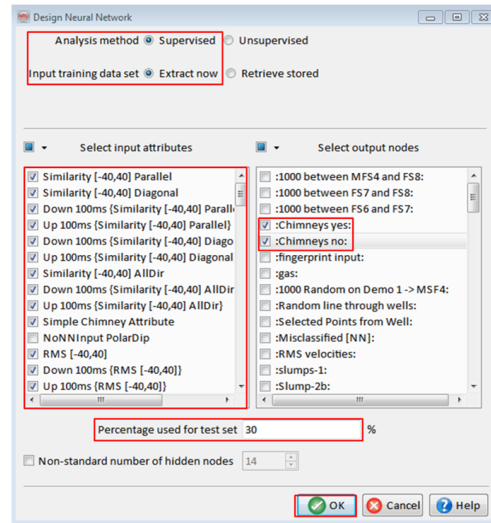 Design Neural Network
Analysis method Supervised Unsupervised
Input training data set Extract now Retrieve stored
Select input attributes
Similarity [-40,40] Parallel
Similarity [-40,40] Diagonal
Down 100ms {Similarity [-40,40] Paralle
Up 100ms {Similarity [-40,40] Parallel}
Down 100ms {Similarity [-40,40] Diago
Up 100ms {Similarity [-40,40] Diagonal
Similarity [-40,40] AllDir
Down 100ms {Similarity [-40,40] AllDir
Up 100ms {Similarity [-40,40] AllDir}
Simple Chimney Attribute
NoNNInput PolarDip
RMS [-40,40]
Down 100ms {RMS [-40,40]}
Up 100ms {RMS [-40,40]}
Select output nodes
:1000 between MFS4 and FS8:
:1000 between FS7 and FS8:
:1000 between FS6 and FS7:
:Chimneys yes:
:Chimneys no:
:fingerprint input:
:gas:
:1000 Random on Demo 1 -> MSF4:
:Random line through wells:
:Selected Points from Well:
:Misclassified [NN]:
:RMS velocities:
:slumps-1:
:Slump-2b:
Percentage used for test set 30 %
Non-standard number of hidden nodes 14
OK Cancel Help